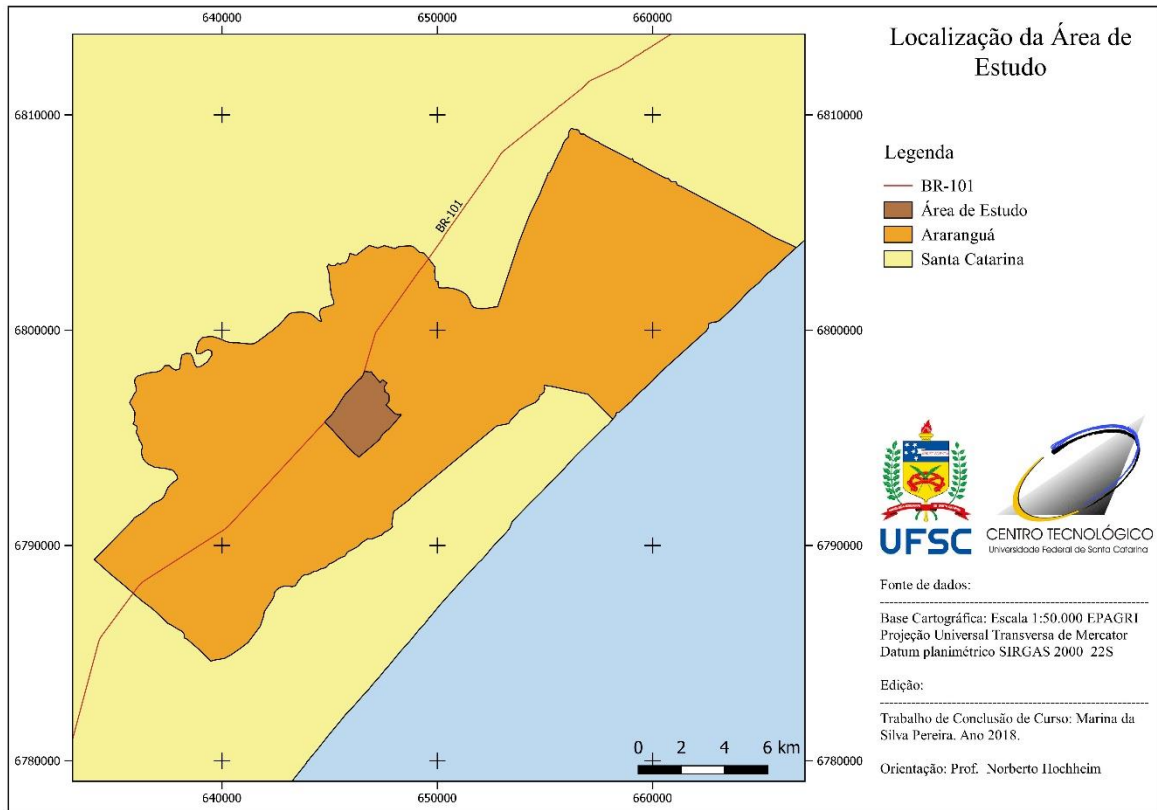 640000
650000
660000
6810000
6810000
BR-101
6800000
6800000
6790000
6790000
6780000
6780000
0 2 4 6 km
640000
650000
660000
Localização da Área de
Estudo
Legenda
BR-101
Área de Estudo
Araranguá
Santa Catarina
UFSC
CENTRO TECNOLÓGICO
Universidade Federal de Santa Catarina
Fonte de dados:
Base Cartográfica: Escala 1:50.000 EPAGRI
Projeção Universal Transversa de Mercator
Datum planimétrico SIRGAS 2000 22S
Edição:
Trabalho de Conclusão de Curso: Marina da
Silva Pereira. Ano 2018.
Orientação: Prof. Norberto Hochheim